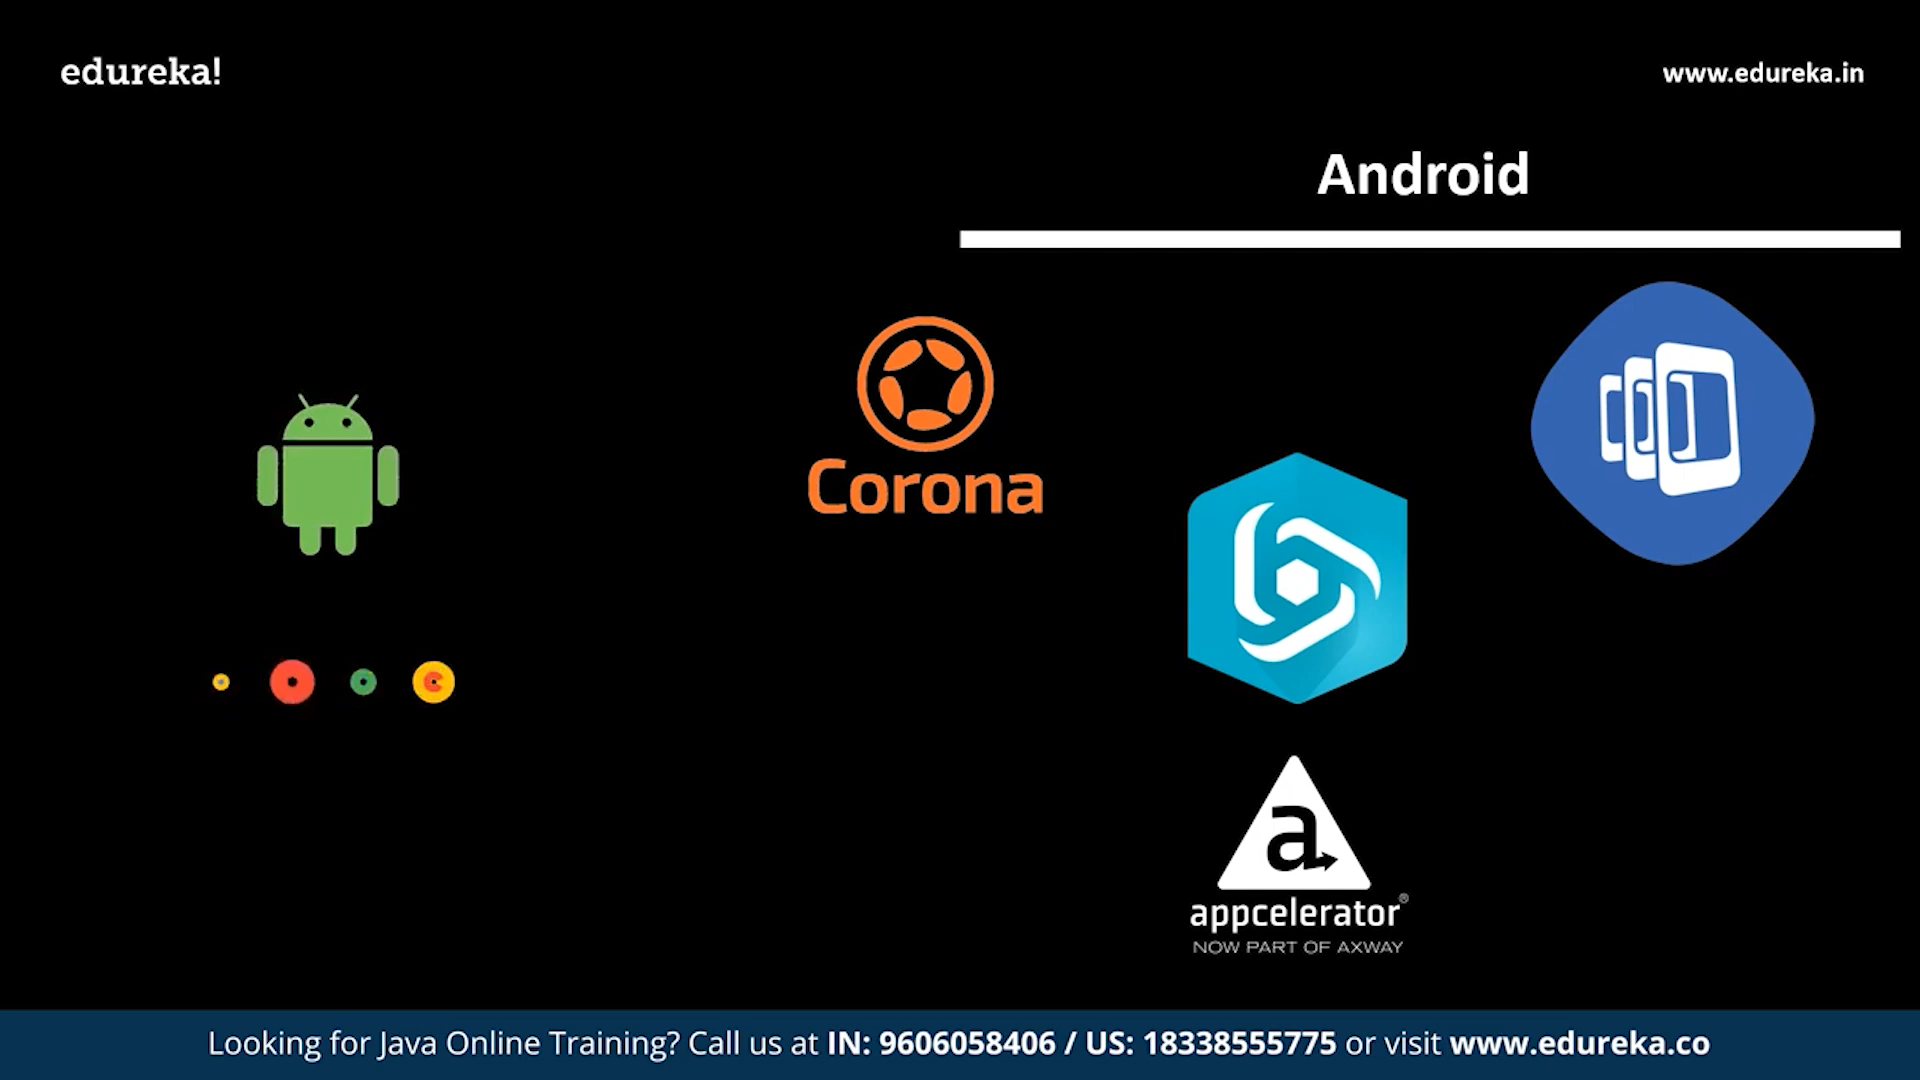 edureka!
www.edureka.in
Android
Corona
a
appcelerator®
NOW PART OF AXWAY
Looking for Java Online Training? Call us at IN: 9606058406 / US: 18338555775 or visit www.edureka.co